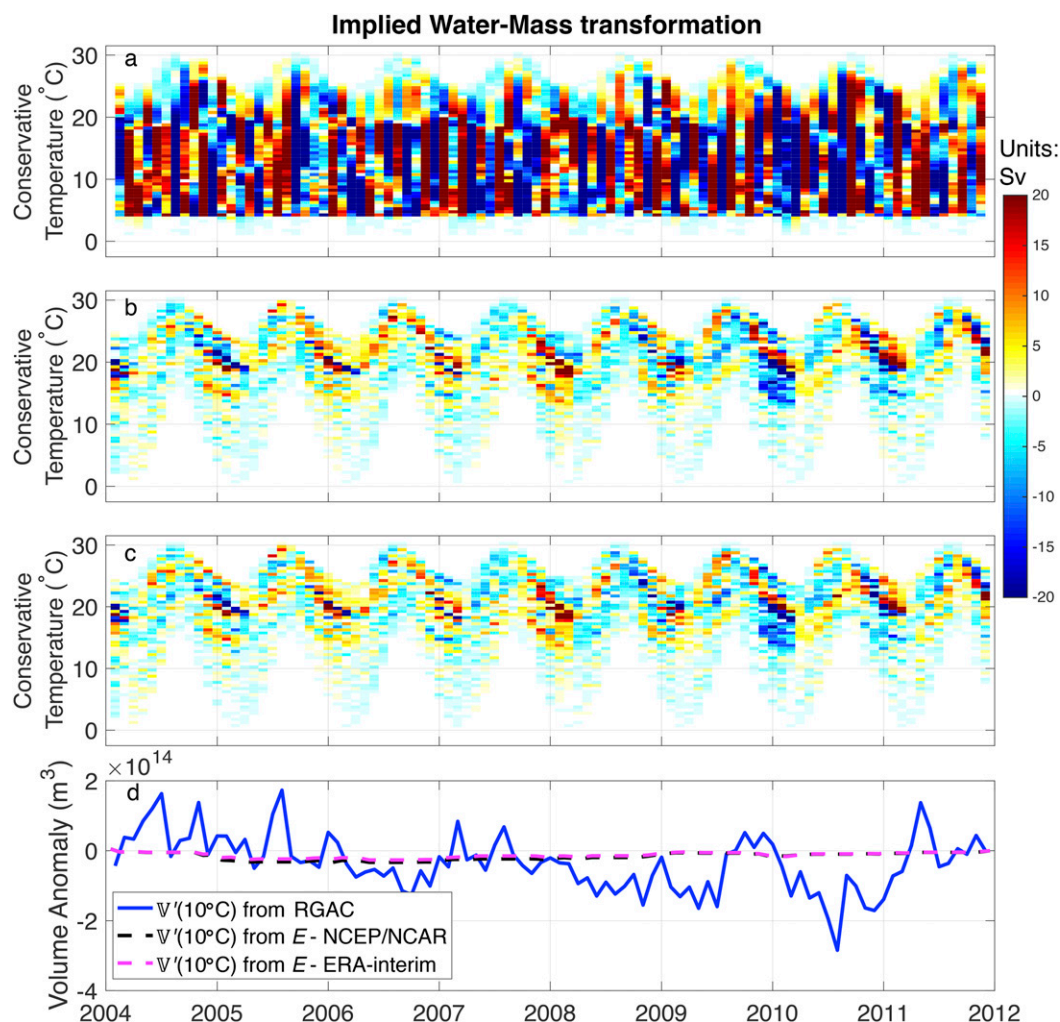 Implied Water-Mass transformation
a
Conservative
Temperature (°C)
30
20
10
0
Units:
Sv
20
15
10
5
0
-5
-10
-15
-20
b
Conservative
Temperature (°C)
30
20
10
0
c
Conservative
Temperature (°C)
30
20
10
0
×10¹⁴
d
Volume Anomaly (m³)
2
0
-2
-4
𝕍′(10°C) from RGAC
𝕍′(10°C) from E - NCEP/NCAR
𝕍′(10°C) from E - ERA-interim
2004 2005 2006 2007 2008 2009 2010 2011 2012